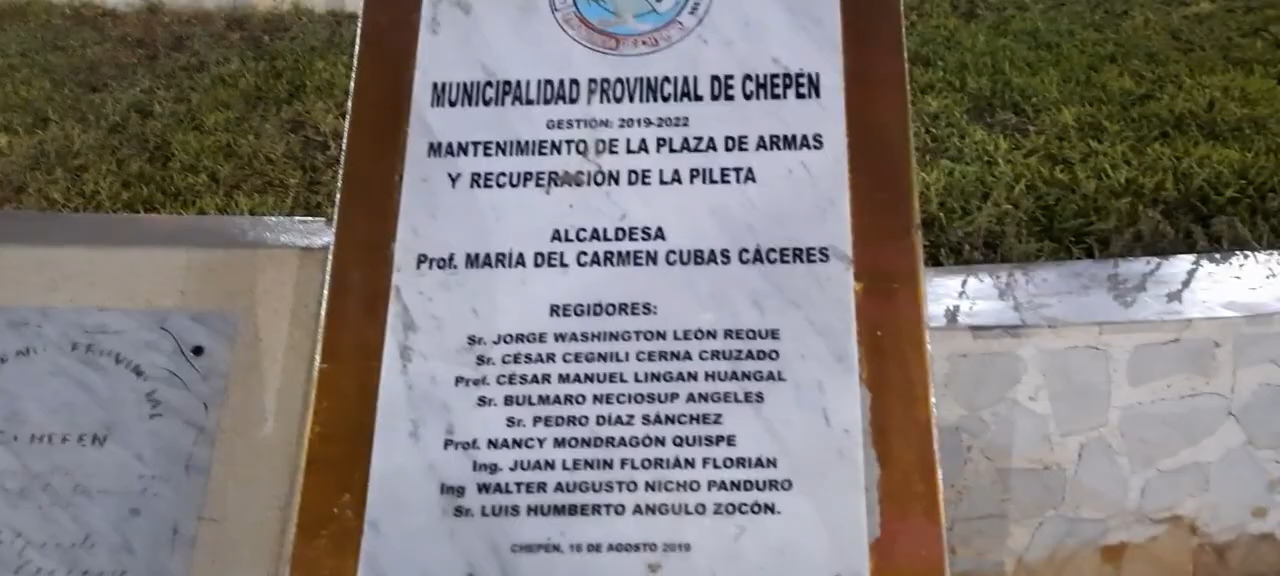 MUNICIPALIDAD PROVINCIAL DE CHEPÉN
GESTIÓN: 2019-2022
MANTENIMIENTO DE LA PLAZA DE ARMAS
Y RECUPERACIÓN DE LA PILETA
ALCALDESA
Prof. MARÍA DEL CARMEN CUBAS CÁCERES
REGIDORES:
Sr. JORGE WASHINGTON LEÓN REQUE
Sr. CÉSAR CEGNILI CERNA CRUZADO
Prof. CÉSAR MANUEL LINGAN HUANGAL
Sr. BULMARO NECIOSUP ANGELES
Sr. PEDRO DÍAZ SÁNCHEZ
Prof. NANCY MONDRAGÓN QUISPE
Ing. JUAN LENIN FLORIÁN FLORIÁN
Ing WALTER AUGUSTO NICHO PANDURO
Sr. LUIS HUMBERTO ANGULO ZOCÓN.
CHEPÉN, 15 DE AGOSTO 2019
CHEPEN